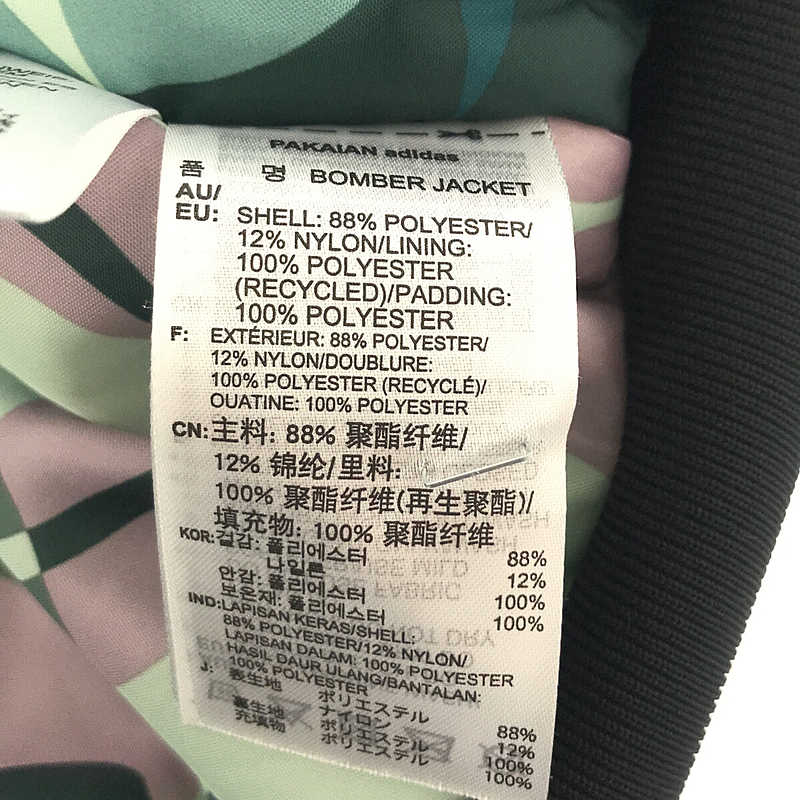 PAKAIAN adidas
품 명 BOMBER JACKET
AU/
EU: SHELL: 88% POLYESTER/
12% NYLON/LINING:
100% POLYESTER
(RECYCLED)/PADDING:
100% POLYESTER
F: EXTÉRIEUR: 88% POLYESTER/
12% NYLON/DOUBLURE:
100% POLYESTER (RECYCLÉ)/
OUATINE: 100% POLYESTER
CN: 主料: 88% 聚酯纤维/
12% 锦纶/里料:
100% 聚酯纤维(再生聚酯)/
填充物: 100% 聚酯纤维
KOR: 겉감: 폴리에스터 88%
나일론 12%
안감: 폴리에스터 100%
보온재: 폴리에스터 100%
IND: LAPISAN KERAS/SHELL:
88% POLYESTER/12% NYLON/
LAPISAN DALAM: 100% POLYESTER
HASIL DAUR ULANG/BANTALAN:
100% POLYESTER
J: 表生地 ポリエステル 88%
ナイロン 12%
裏生地 ポリエステル 100%
充填物 ポリエステル 100%